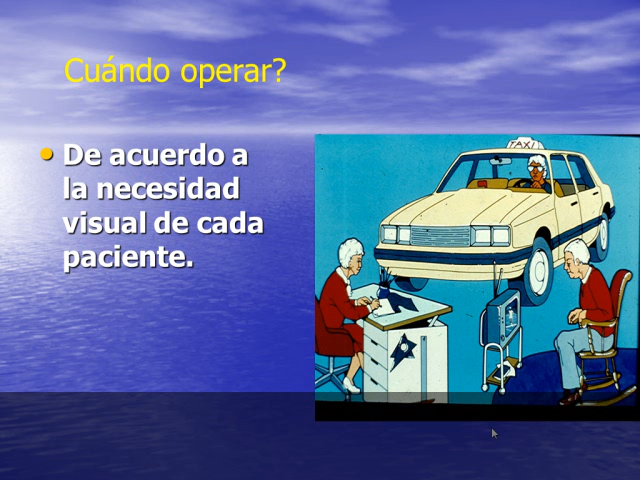 Cuándo operar?
De acuerdo a
la necesidad
visual de cada
paciente.
TAXI